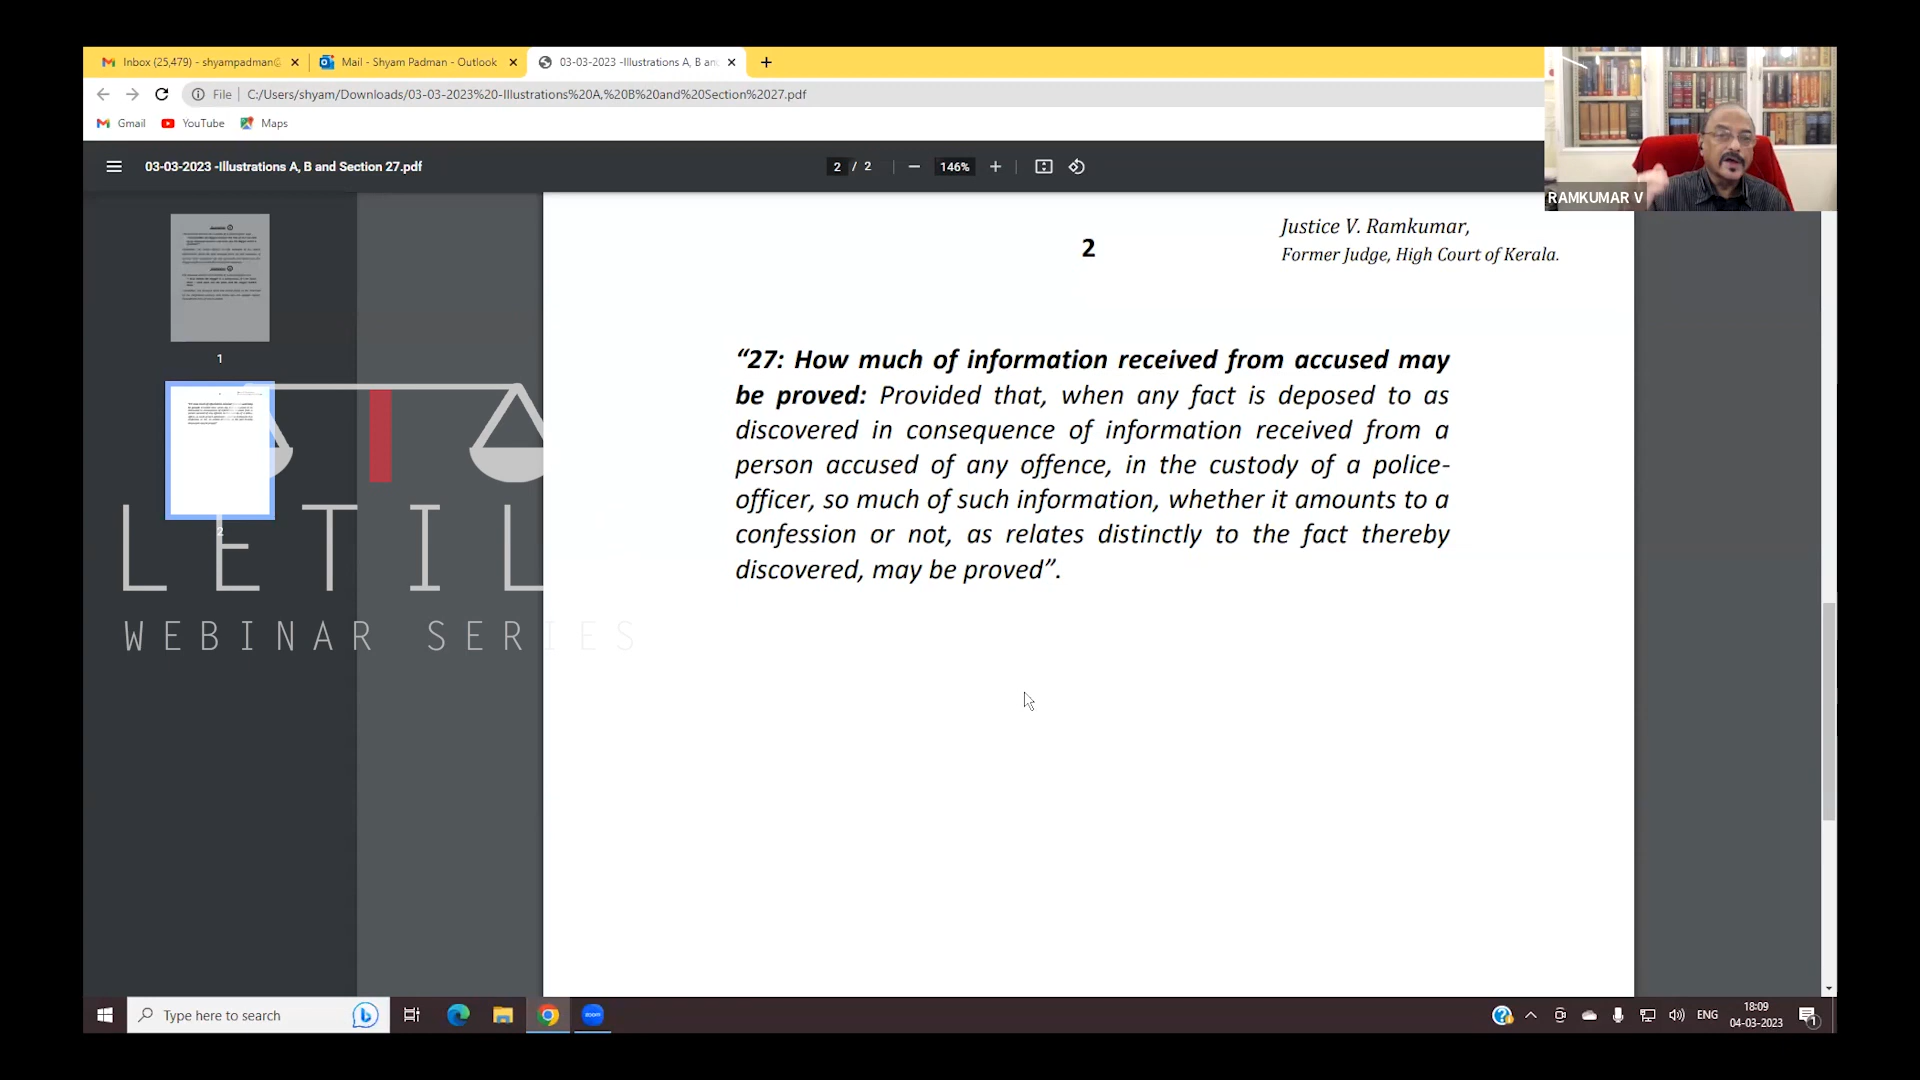 Inbox (25,479) - shyampadman@
Mail - Shyam Padman - Outlook
03-03-2023 -Illustrations A, B an
File
C:/Users/shyam/Downloads/03-03-2023%20-Illustrations%20A,%20B%20and%20Section%2027.pdf
Gmail
YouTube
Maps
03-03-2023 -Illustrations A, B and Section 27.pdf
2 / 2
146%
RAMKUMAR V
Justice V. Ramkumar,
Former Judge, High Court of Kerala.
2
“27: How much of information received from accused may
be proved: Provided that, when any fact is deposed to as
discovered in consequence of information received from a
person accused of any offence, in the custody of a police-
officer, so much of such information, whether it amounts to a
confession or not, as relates distinctly to the fact thereby
discovered, may be proved”.
1
2
LETIL
WEBINAR SERIES
Type here to search
zoom
ENG
18:09
04-03-2023
1